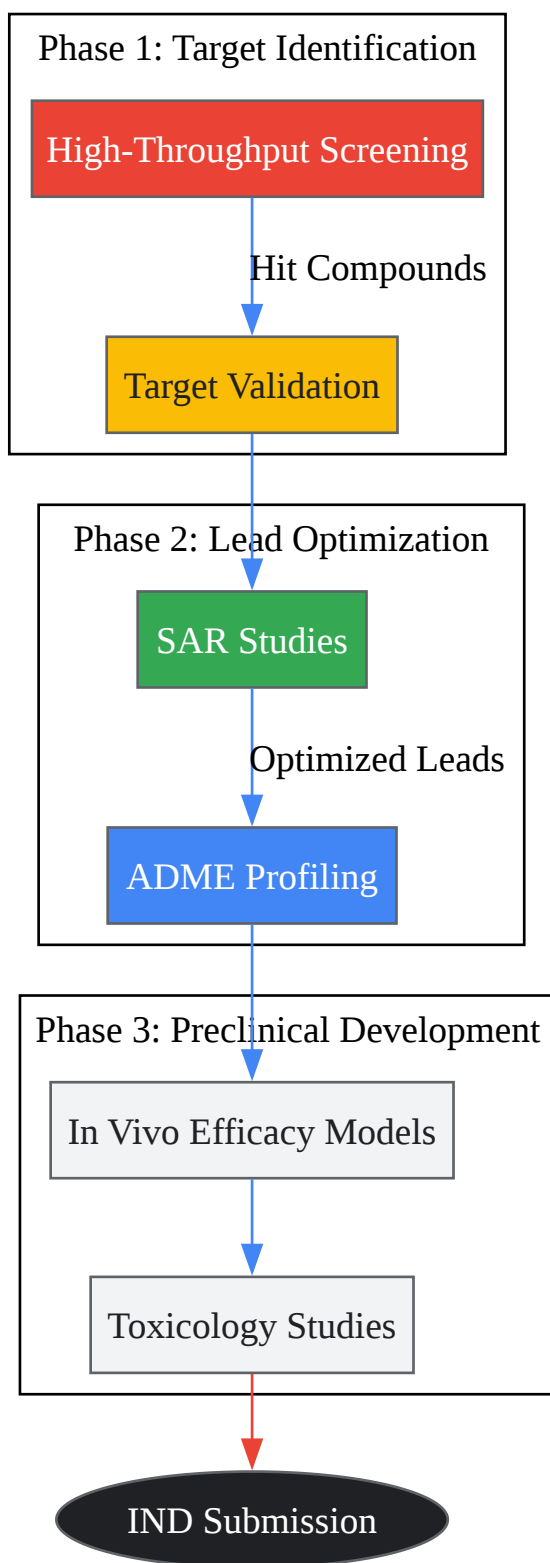 Phase 1: Target Identification
High-Throughput Screening
Hit Compounds
Target Validation
Phase 2: Lead Optimization
SAR Studies
Optimized Leads
ADME Profiling
Phase 3: Preclinical Development
In Vivo Efficacy Models
Toxicology Studies
IND Submission